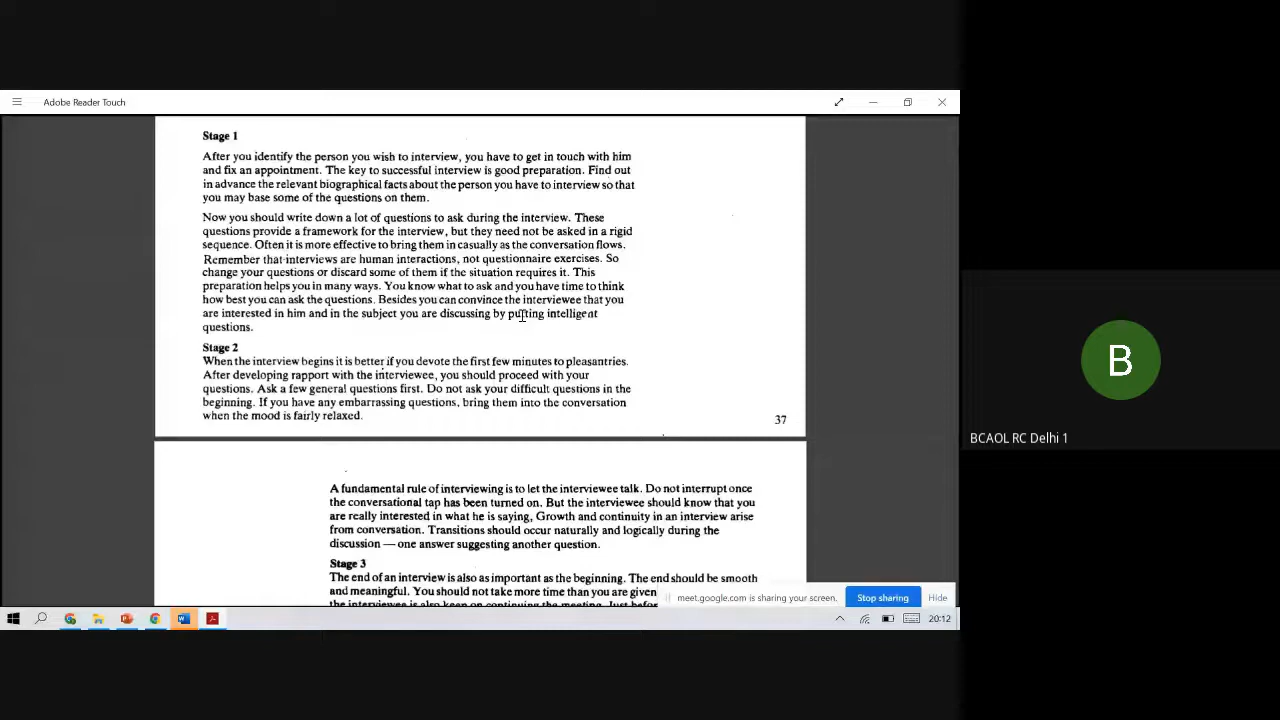 Adobe Reader Touch
Stage 1
After you identify the person you wish to interview, you have to get in touch with him
and fix an appointment. The key to successful interview is good preparation. Find out
in advance the relevant biographical facts about the person you have to interview so that
you may base some of the questions on them.
Now you should write down a lot of questions to ask during the interview. These
questions provide a framework for the interview, but they need not be asked in a rigid
sequence. Often it is more effective to bring them in casually as the conversation flows.
Remember that interviews are human interactions, not questionnaire exercises. So
change your questions or discard some of them if the situation requires it. This
preparation helps you in many ways. You know what to ask and you have time to think
how best you can ask the questions. Besides you can convince the interviewee that you
are interested in him and in the subject you are discussing by putting intelligent
questions.
Stage 2
When the interview begins it is better if you devote the first few minutes to pleasantries.
After developing rapport with the interviewee, you should proceed with your
questions. Ask a few general questions first. Do not ask your difficult questions in the
beginning. If you have any embarrassing questions, bring them into the conversation
when the mood is fairly relaxed.
37
A fundamental rule of interviewing is to let the interviewee talk. Do not interrupt once
the conversational tap has been turned on. But the interviewee should know that you
are really interested in what he is saying, Growth and continuity in an interview arise
from conversation. Transitions should occur naturally and logically during the
discussion — one answer suggesting another question.
Stage 3
The end of an interview is also as important as the beginning. The end should be smooth
and meaningful. You should not take more time than you are given
the interviewee is also keen on continuing the meeting. Just befor
meet.google.com is sharing your screen.
Stop sharing
Hide
20:12
B
BCAOL RC Delhi 1